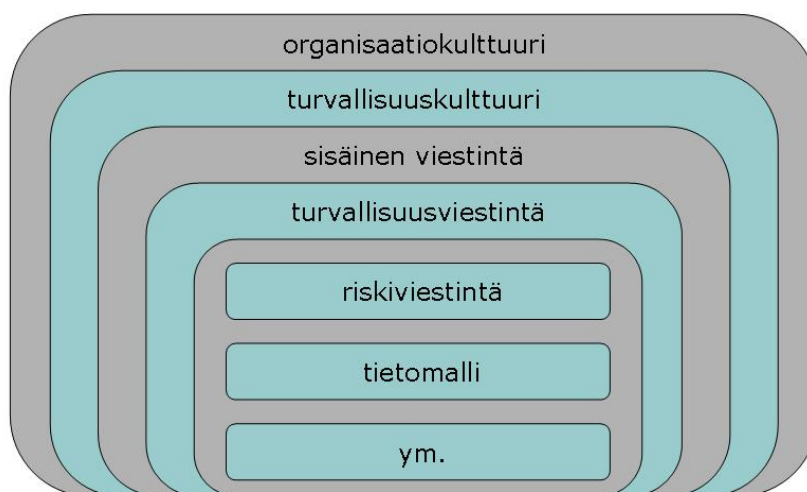 organisaatiokulttuuri
turvallisuuskulttuuri
sisäinen viestintä
turvallisuusviestintä
riskiviestintä
tietomalli
ym.